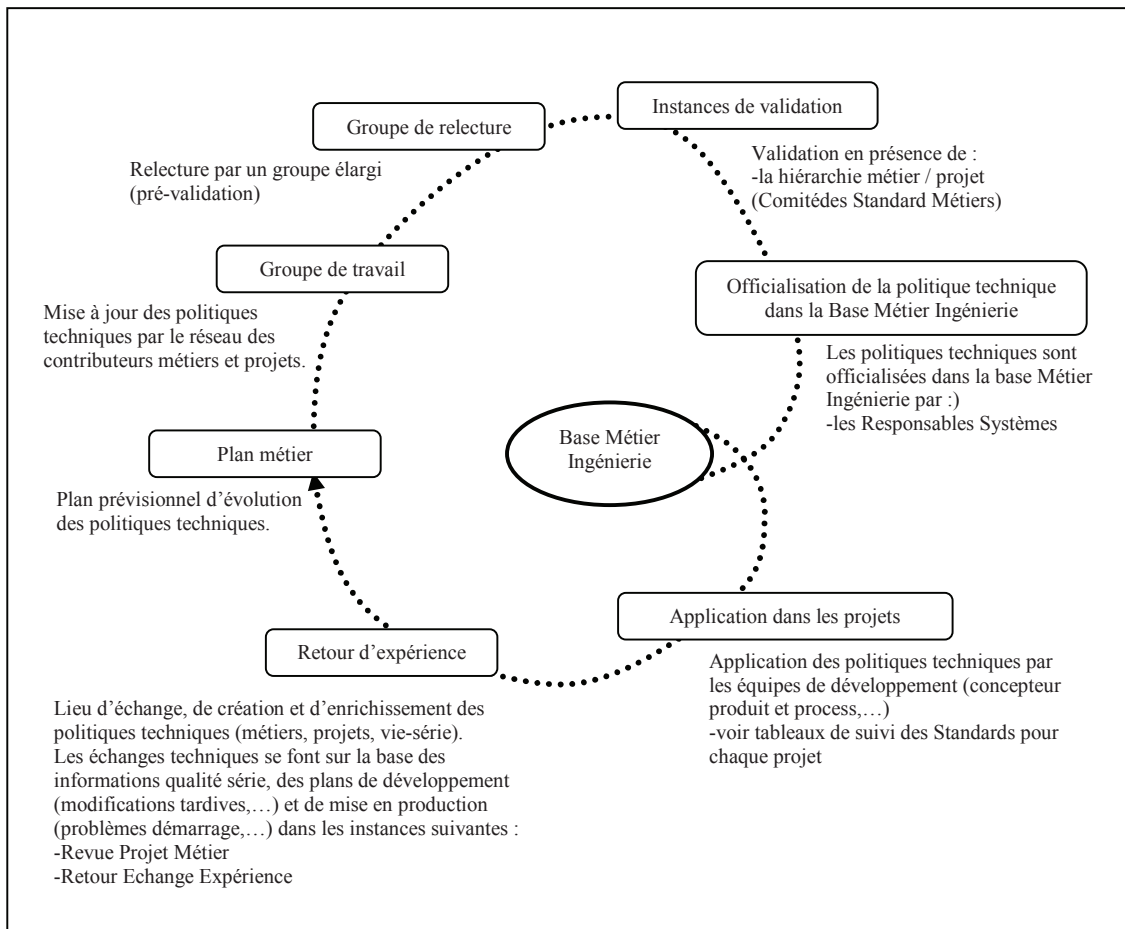 Instances de validation
Groupe de relecture
Relecture par un groupe élargi
(pré-validation)
Validation en présence de :
-la hiérarchie métier / projet
(Comitédes Standard Métiers)
Groupe de travail
Officialisation de la politique technique
dans la Base Métier Ingénierie
Mise à jour des politiques
techniques par le réseau des
contributeurs métiers et projets.
Les politiques techniques sont
officialisées dans la base Métier
Ingénierie par :)
-les Responsables Systèmes
Base Métier
Ingénierie
Plan métier
Plan prévisionnel d’évolution
des politiques techniques.
Application dans les projets
Application des politiques techniques par
les équipes de développement (concepteur
produit et process,…)
-voir tableaux de suivi des Standards pour
chaque projet
Retour d’expérience
Lieu d’échange, de création et d’enrichissement des
politiques techniques (métiers, projets, vie-série).
Les échanges techniques se font sur la base des
informations qualité série, des plans de développement
(modifications tardives,…) et de mise en production
(problèmes démarrage,…) dans les instances suivantes :
-Revue Projet Métier
-Retour Echange Expérience